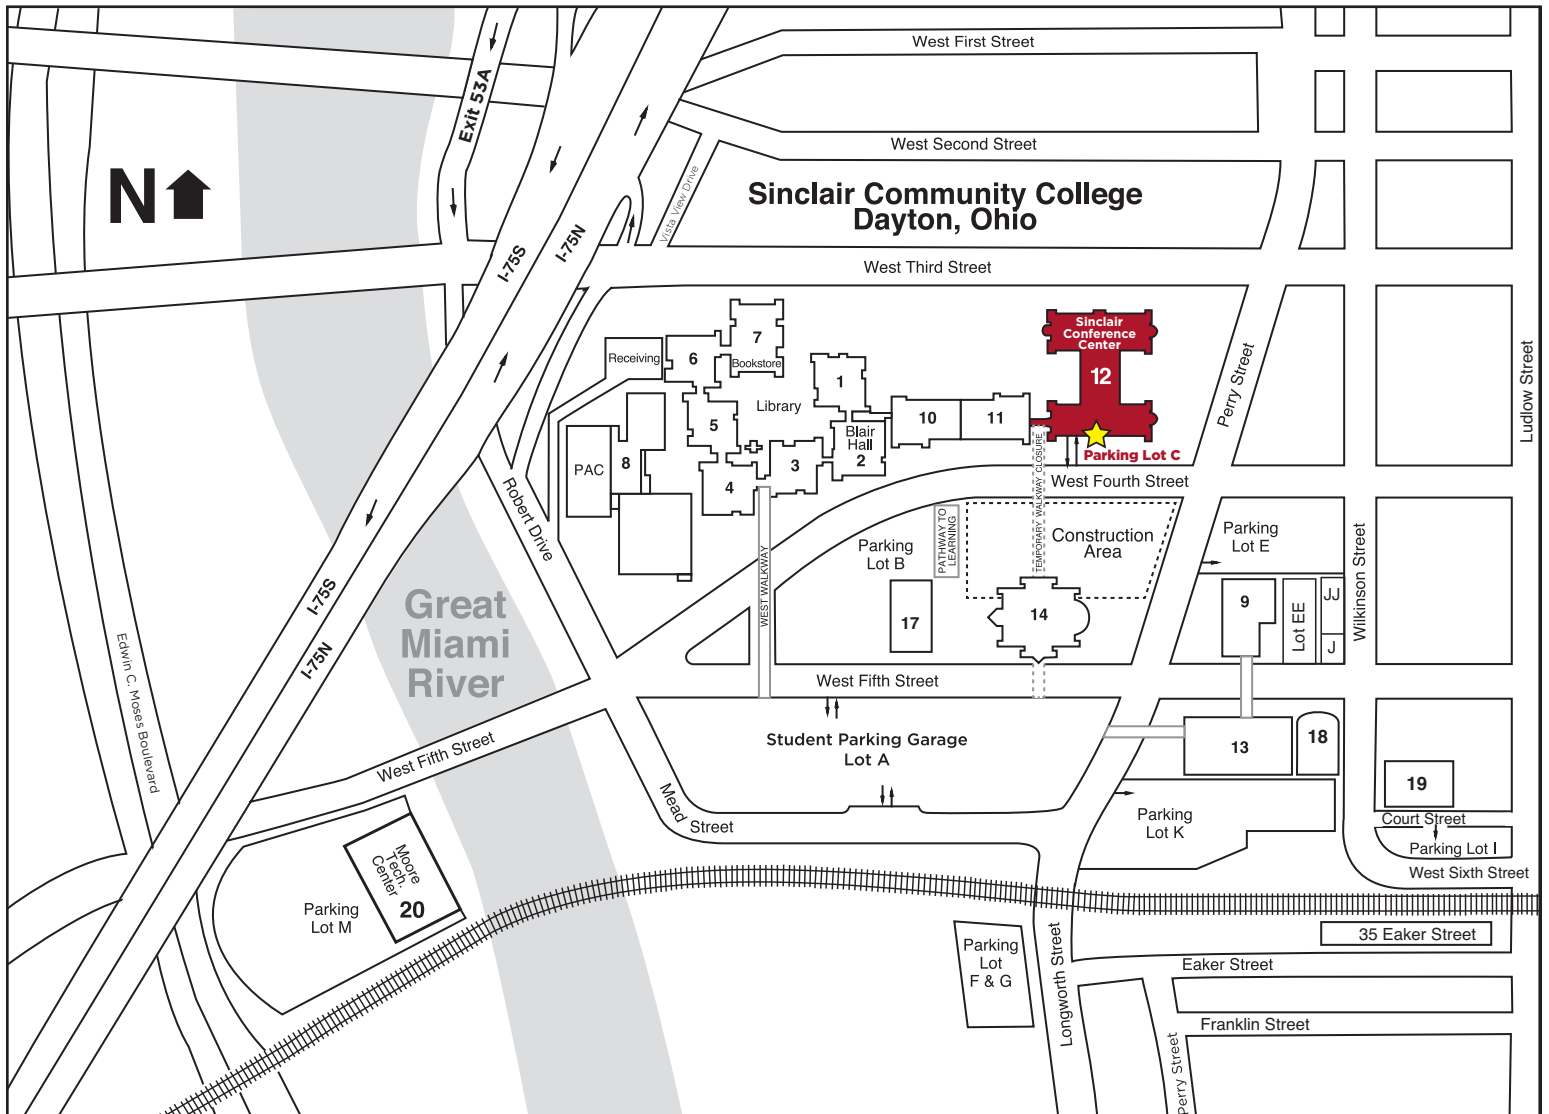 West First Street
Exit 53A
West Second Street
N
Vista View Drive
Sinclair Community College
Dayton, Ohio
I-75S
I-75N
West Third Street
Sinclair
Conference
Center
12
7
Bookstore
6
Receiving
1
Library
5
10
11
Blair
Hall
2
Perry Street
Ludlow Street
PAC
8
3
4
Parking Lot C
West Fourth Street
TEMPORARY WALKWAY CLOSURE
Robert Drive
PATHWAY TO
LEARNING
Construction
Area
Parking
Lot B
Parking
Lot E
Wilkinson Street
WEST WALKWAY
I-75S
I-75N
Great
Miami
River
17
14
9
Lot EE
JJ
J
Edwin C. Moses Boulevard
West Fifth Street
West Fifth Street
Student Parking Garage
Lot A
13
18
19
Mead
Street
Parking
Lot K
Court Street
Parking Lot I
West Sixth Street
Moore
Tech.
Center
20
Parking
Lot M
35 Eaker Street
Parking
Lot
F & G
Longworth Street
Eaker Street
Franklin Street
Perry Street